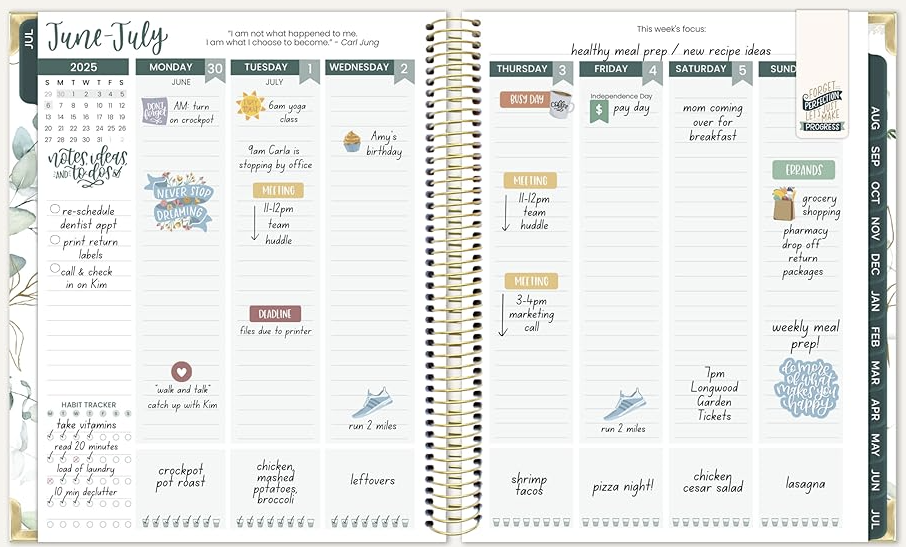 JUL
June-July
"I am not what happened to me.
I am what I choose to become." - Carl Jung
2025
S M T W T F S
29 30 1 2 3 4 5
6 7 8 9 10 11 12
13 14 15 16 17 18 19
20 21 22 23 24 25 26
27 28 29 30 31 1 2
notes, ideas,
AND to do's
re-schedule
dentist appt
print return
labels
call & check
in on Kim
HABIT TRACKER
M T W T F S S
take vitamins
read 20 minutes
load of laundry
10 min declutter
MONDAY 30
JUNE
DON'T
forget
AM: turn
on crockpot
NEVER STOP
DREAMING
"walk and talk"
catch up with Kim
crockpot
pot roast
TUESDAY 1
JULY
6am yoga
class
9am Carla is
stopping by office
MEETING
11-12pm
team
huddle
DEADLINE
files due to printer
chicken,
mashed
potatoes,
broccoli
WEDNESDAY 2
Amy's
birthday
run 2 miles
leftovers
This week's focus:
healthy meal prep / new recipe ideas
THURSDAY 3
BUSY DAY
coffee
MEETING
11-12pm
team
huddle
MEETING
3-4pm
marketing
call
shrimp
tacos
FRIDAY 4
Independence Day
$
pay day
run 2 miles
pizza night!
SATURDAY 5
mom coming
over for
breakfast
7pm
Longwood
Garden
Tickets
chicken
cesar salad
SUND
FORGET
PERFECTION
JUST
LET'S MAKE
PROGRESS
ERRANDS
grocery
shopping
pharmacy
drop off
return
packages
weekly meal
prep!
do more
of what
makes you
happy
lasagna
AUG
SEP
OCT
NOV
DEC
JAN
FEB
MAR
APR
MAY
JUN
JUL